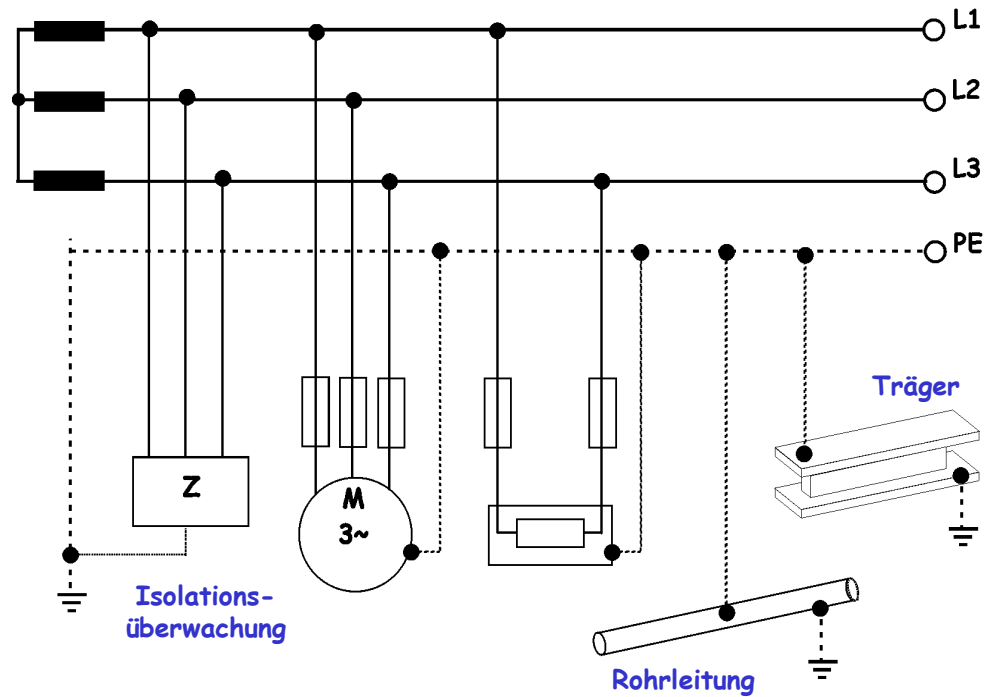 L1
L2
L3
PE
Träger
Z
M
3~
Isolations-
überwachung
Rohrleitung